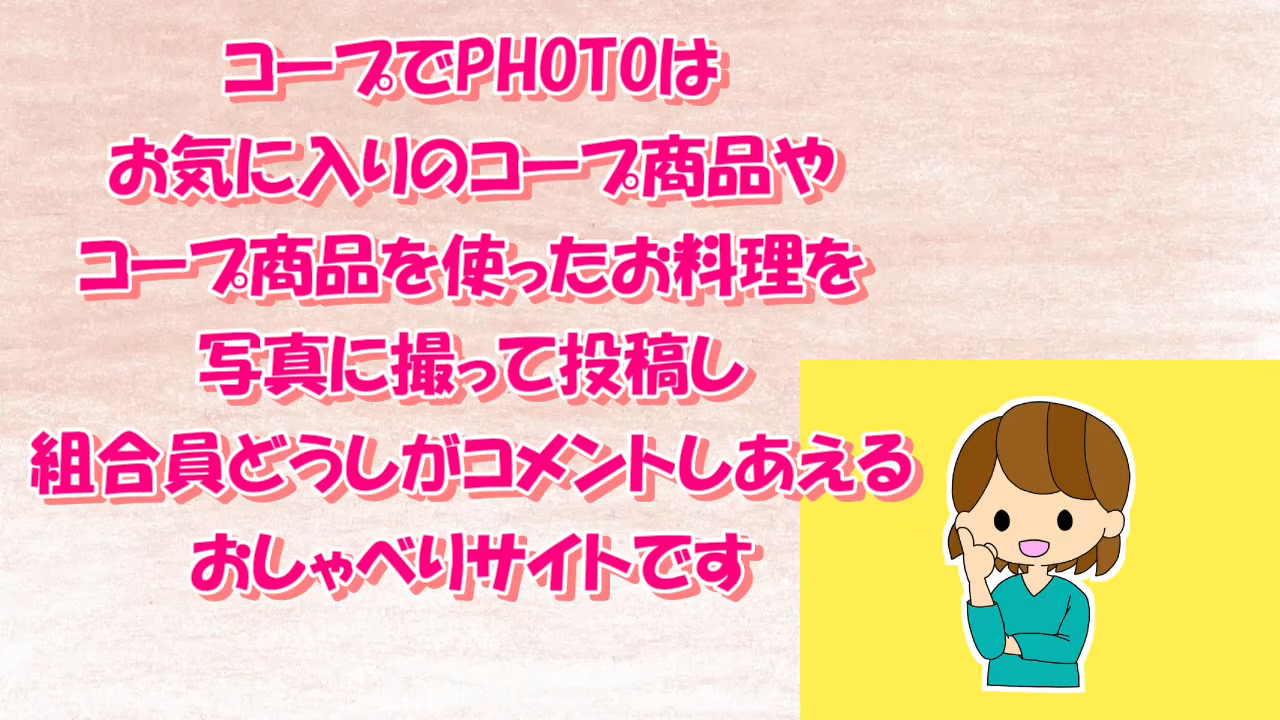 コープでPHOTOは
お気に入りのコープ商品や
コープ商品を使ったお料理を
写真に撮って投稿し
組合員どうしがコメントしあえる
おしゃべりサイトです